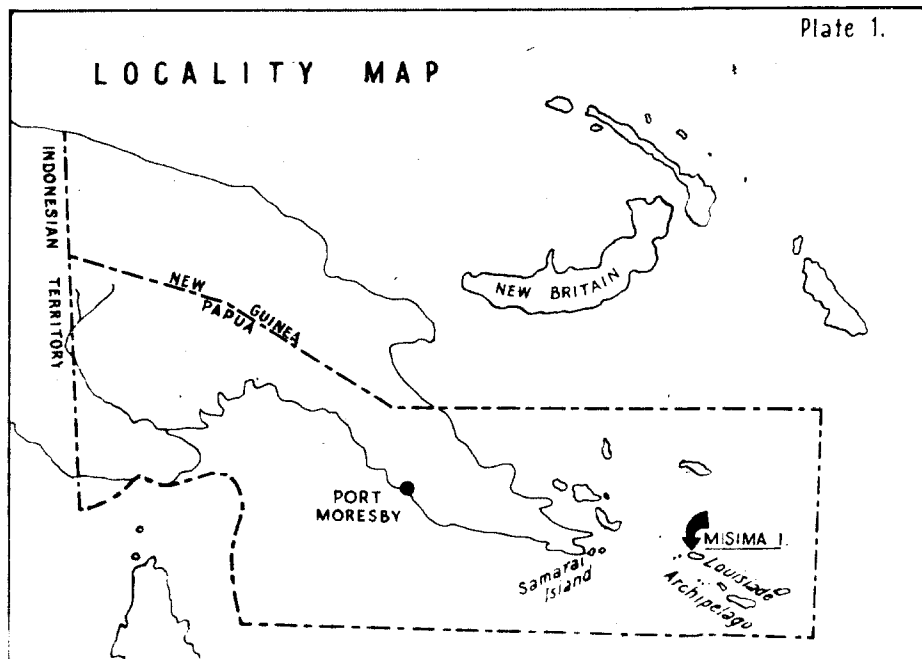 Plate 1.
LOCALITY MAP
INDONESIAN TERRITORY
NEW GUINEA
PAPUA
NEW BRITAIN
PORT
MORESBY
MISIMA I.
Samarai
Island
Louisiade
Archipelago